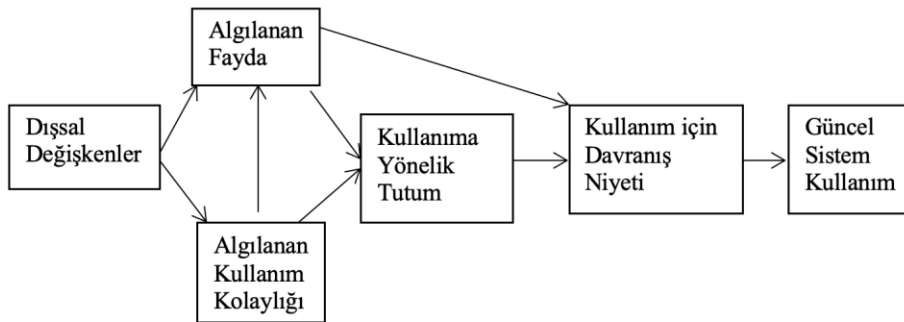 Algılanan
Fayda
Dışsal
Değişkenler
Kullanıma
Yönelik
Tutum
Kullanım için
Davranış
Niyeti
Güncel
Sistem
Kullanım
Algılanan
Kullanım
Kolaylığı